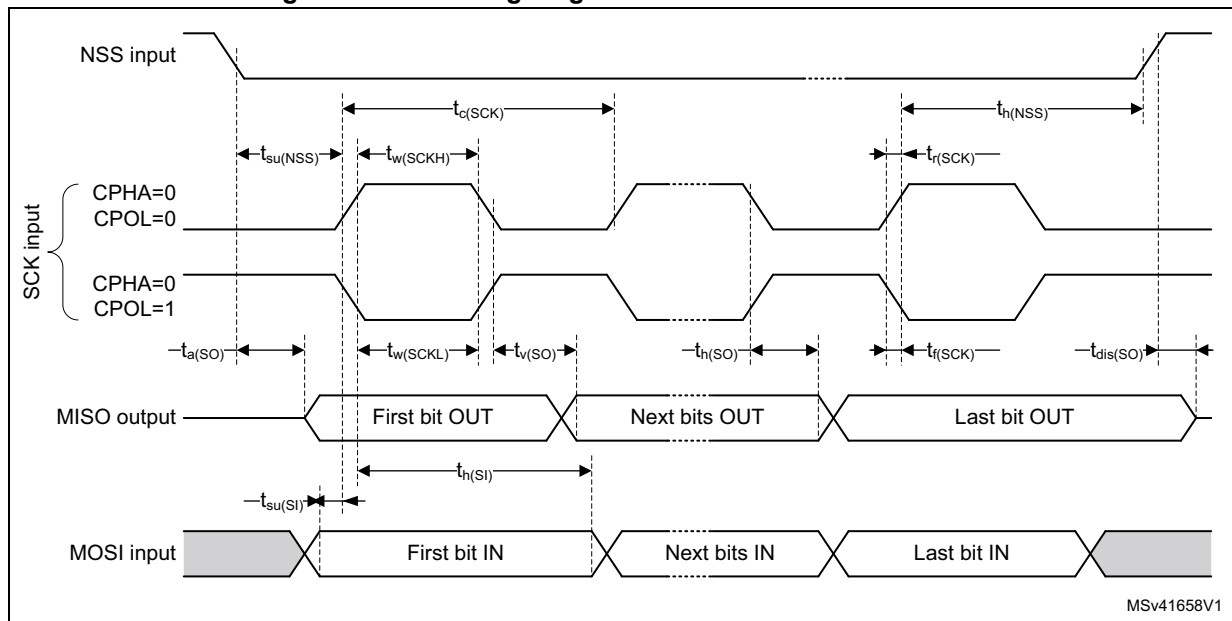 NSS input
tc(SCK)
th(NSS)
tsu(NSS)
tw(SCKH)
tr(SCK)
SCK input
CPHA=0
CPOL=0
CPHA=0
CPOL=1
ta(SO)
tw(SCKL)
tv(SO)
th(SO)
tf(SCK)
tdis(SO)
MISO output
First bit OUT
Next bits OUT
Last bit OUT
th(SI)
tsu(SI)
MOSI input
First bit IN
Next bits IN
Last bit IN
MSv41658V1